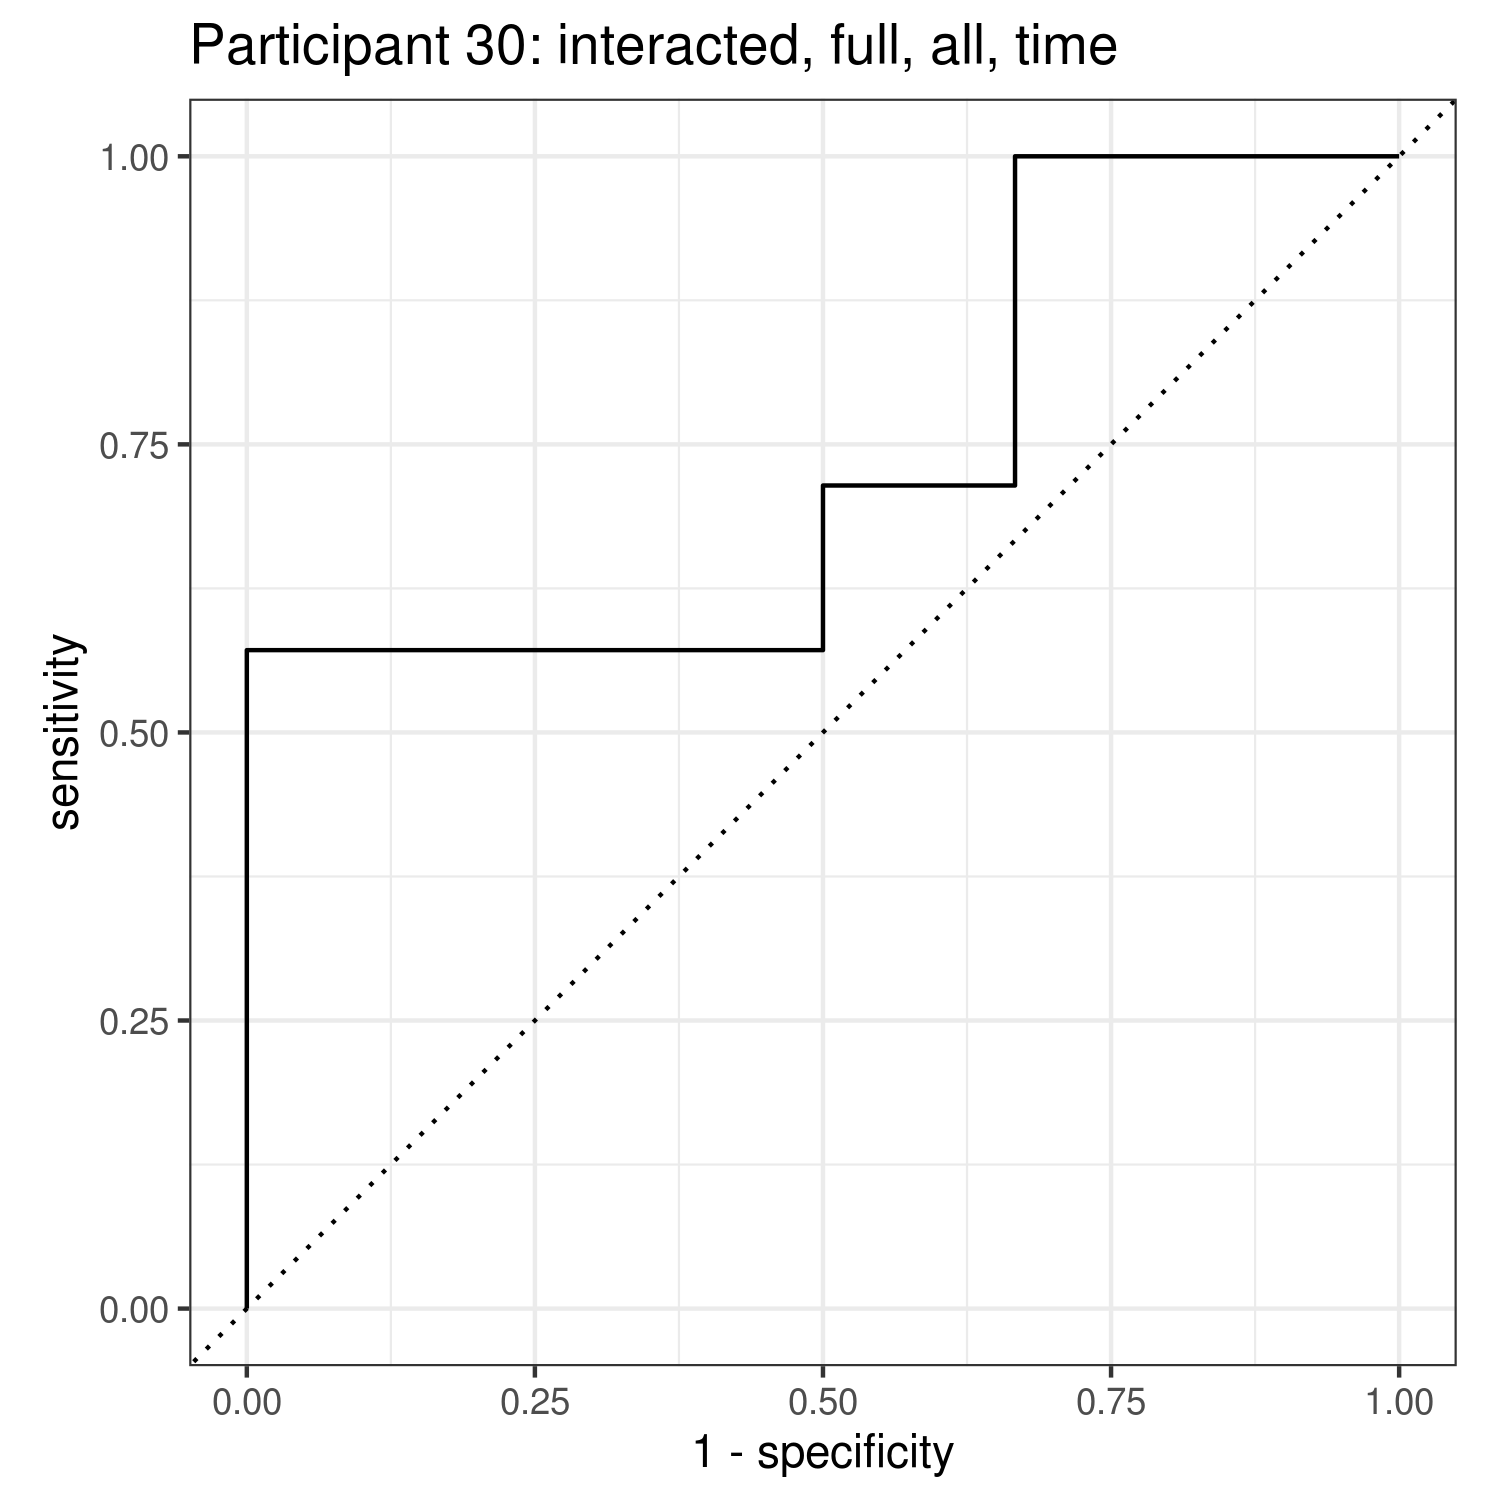 Participant 30: interacted, full, all, time
1.00
0.75
0.50
0.25
0.00
sensitivity
0.00 0.25 0.50 0.75 1.00
1 - specificity